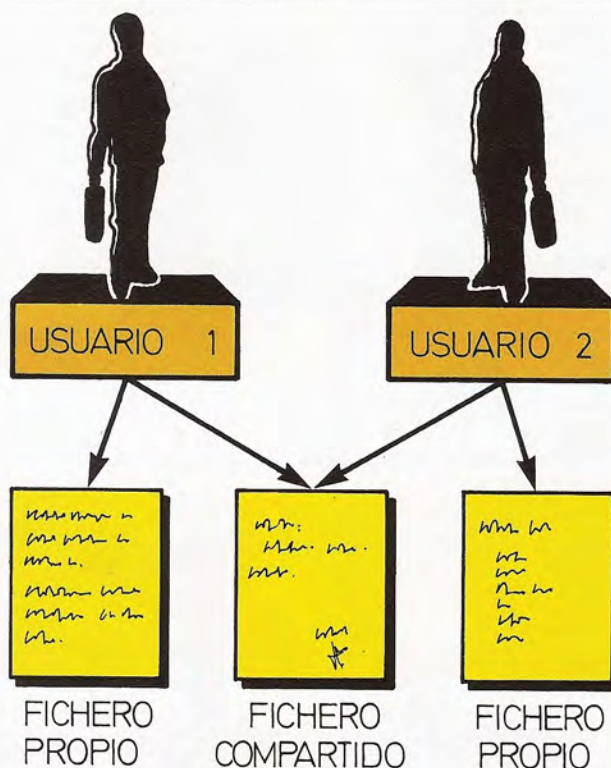 USUARIO 1
USUARIO 2
FICHERO
PROPIO
FICHERO
COMPARTIDO
FICHERO
PROPIO